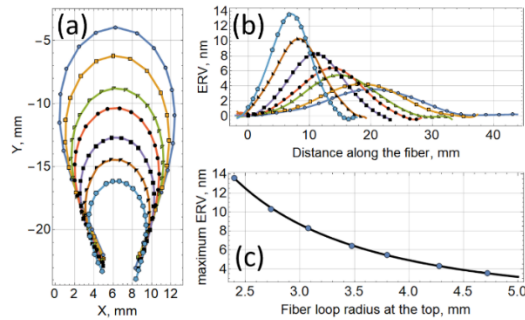 (a)
Y, mm
−5
−10
−15
−20
0 2 4 6 8 10 12
X, mm
(b)
ERV, nm
14
12
10
8
6
4
2
0
0 10 20 30 40
Distance along the fiber, mm
(c)
maximum ERV, nm
14
12
10
8
6
4
2.5 3.0 3.5 4.0 4.5 5.0
Fiber loop radius at the top, mm